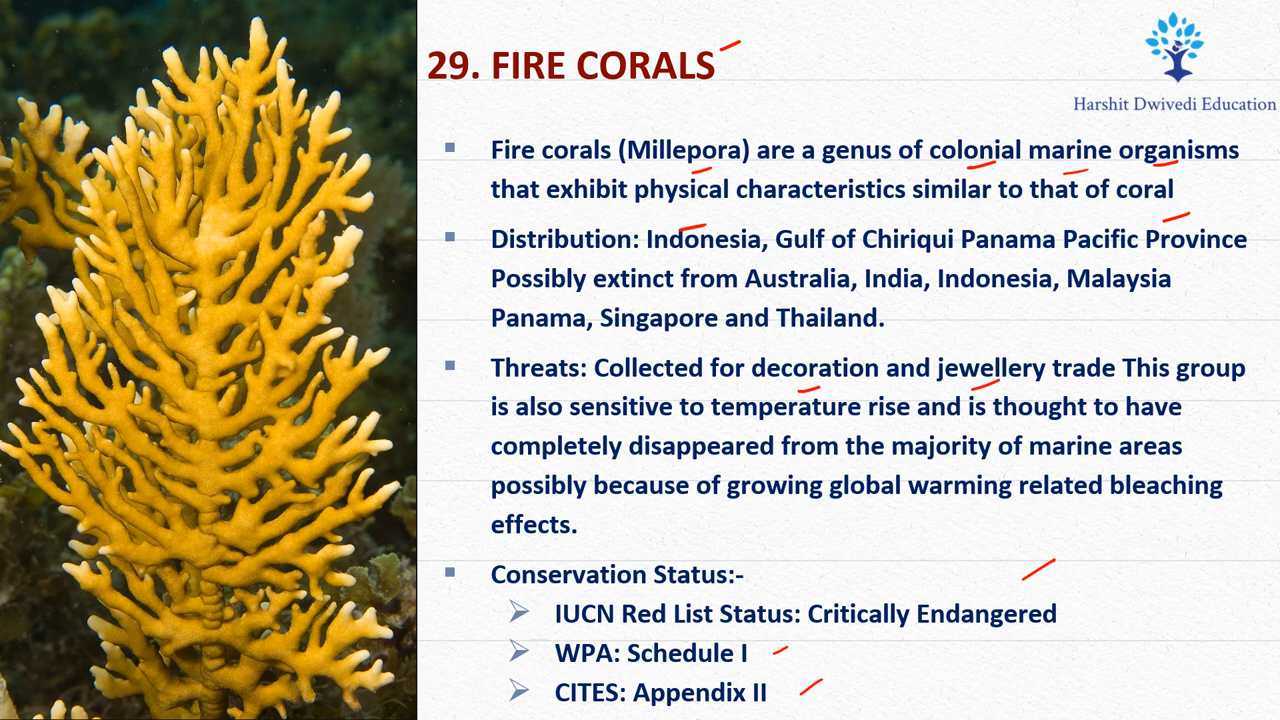 29. FIRE CORALS
Harshit Dwivedi Education
▪ Fire corals (Millepora) are a genus of colonial marine organisms
that exhibit physical characteristics similar to that of coral
▪ Distribution: Indonesia, Gulf of Chiriqui Panama Pacific Province
Possibly extinct from Australia, India, Indonesia, Malaysia
Panama, Singapore and Thailand.
▪ Threats: Collected for decoration and jewellery trade This group
is also sensitive to temperature rise and is thought to have
completely disappeared from the majority of marine areas
possibly because of growing global warming related bleaching
effects.
▪ Conservation Status:-
➢ IUCN Red List Status: Critically Endangered
➢ WPA: Schedule I
➢ CITES: Appendix II